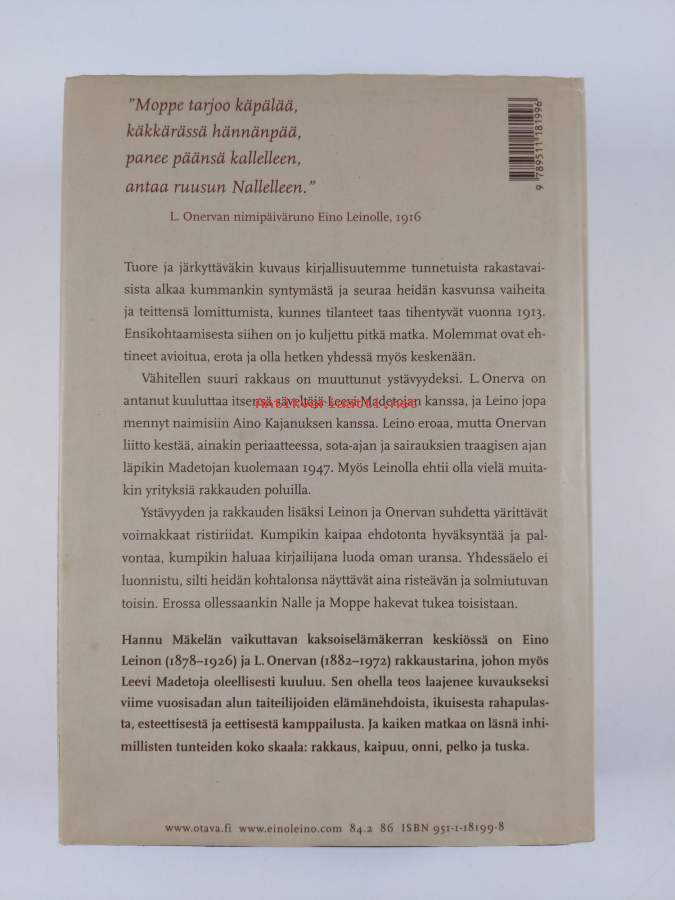 "Moppe tarjoo käpälää,
käkkärässä hännänpää,
panee päänsä kallelleen,
antaa ruusun Nallelleen."
L. Onervan nimipäiväruno Eino Leinolle, 1916
9 789511 181996
Tuore ja järkyttäväkin kuvaus kirjallisuutemme tunnetuista rakastavai-
sista alkaa kummankin syntymästä ja seuraa heidän kasvunsa vaiheita
ja teittensä lomittumista, kunnes tilanteet taas tihentyvät vuonna 1913.
Ensikohtaamisesta siihen on jo kuljettu pitkä matka. Molemmat ovat eh-
tineet avioitua, erota ja olla hetken yhdessä myös keskenään.
Vähitellen suuri rakkaus on muuttunut ystävyydeksi. L. Onerva on
antanut kuuluttaa itsensä säveltäjä Leevi Madetojan kanssa, ja Leino jopa
Antikvariaatti.net
mennyt naimisiin Aino Kajanuksen kanssa. Leino eroaa, mutta Onervan
liitto kestää, ainakin periaatteessa, sota-ajan ja sairauksien traagisen ajan
läpikin Madetojan kuolemaan 1947. Myös Leinolla ehtii olla vielä muita-
kin yrityksiä rakkauden poluilla.
Ystävyyden ja rakkauden lisäksi Leinon ja Onervan suhdetta värittävät
voimakkaat ristiriidat. Kumpikin kaipaa ehdotonta hyväksyntää ja pal-
vontaa, kumpikin haluaa kirjailijana luoda oman uransa. Yhdessäelo ei
luonnistu, silti heidän kohtalonsa näyttävät aina risteävän ja solmiutuvan
toisin. Erossa ollessaankin Nalle ja Moppe hakevat tukea toisistaan.
Hannu Mäkelän vaikuttavan kaksoiselämäkerran keskiössä on Eino
Leinon (1878–1926) ja L. Onervan (1882–1972) rakkaustarina, johon myös
Leevi Madetoja oleellisesti kuuluu. Sen ohella teos laajenee kuvaukseksi
viime vuosisadan alun taiteilijoiden elämänehdoista, ikuisesta rahapulas-
ta, esteettisestä ja eettisestä kamppailusta. Ja kaiken matkaa on läsnä inhi-
millisten tunteiden koko skaala: rakkaus, kaipuu, onni, pelko ja tuska.
www.otava.fi www.einoleino.com 84.2 86 ISBN 951-1-18199-8